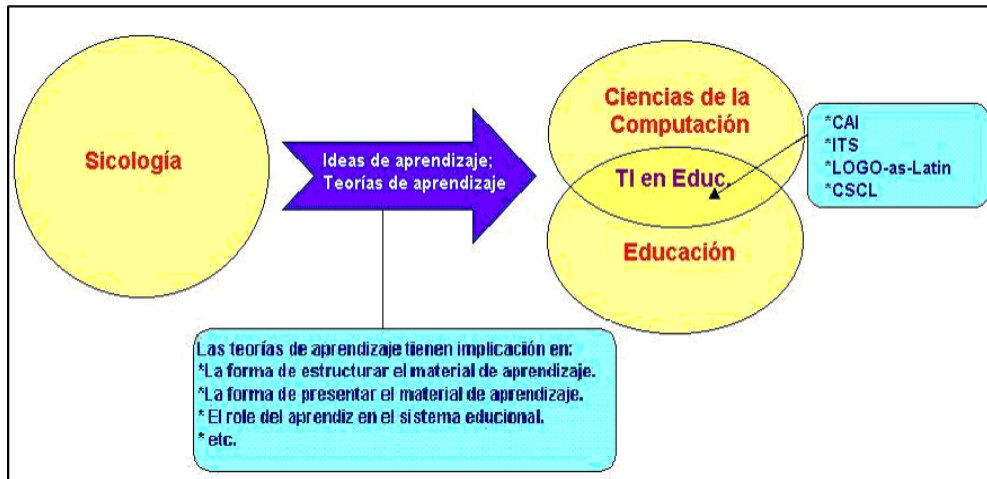 Sicología
Ideas de aprendizaje;
Teorías de aprendizaje
Ciencias de la
Computación
TI en Educ.
Educación
*CAI
*ITS
*LOGO-as-Latin
*CSCL
Las teorías de aprendizaje tienen implicación en:
*La forma de estructurar el material de aprendizaje.
*La forma de presentar el material de aprendizaje.
* El role del aprendiz en el sistema educional.
* etc.